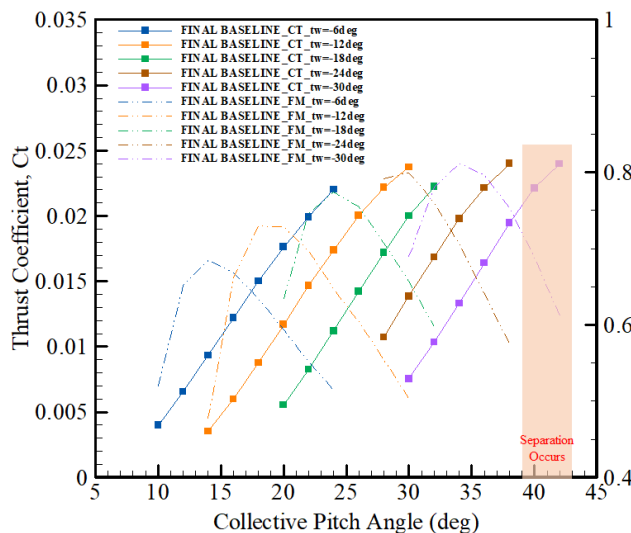 0.035
0.03
0.025
0.02
0.015
0.01
0.005
0
Thrust Coefficient, Ct
FINAL BASELINE_CT_tw=-6deg
FINAL BASELINE_CT_tw=-12deg
FINAL BASELINE_CT_tw=-18deg
FINAL BASELINE_CT_tw=-24deg
FINAL BASELINE_CT_tw=-30deg
FINAL BASELINE_FM_tw=-6deg
FINAL BASELINE_FM_tw=-12deg
FINAL BASELINE_FM_tw=-18deg
FINAL BASELINE_FM_tw=-24deg
FINAL BASELINE_FM_tw=-30deg
1
0.8
0.6
0.4
Separation
Occurs
5 10 15 20 25 30 35 40 45
Collective Pitch Angle (deg)